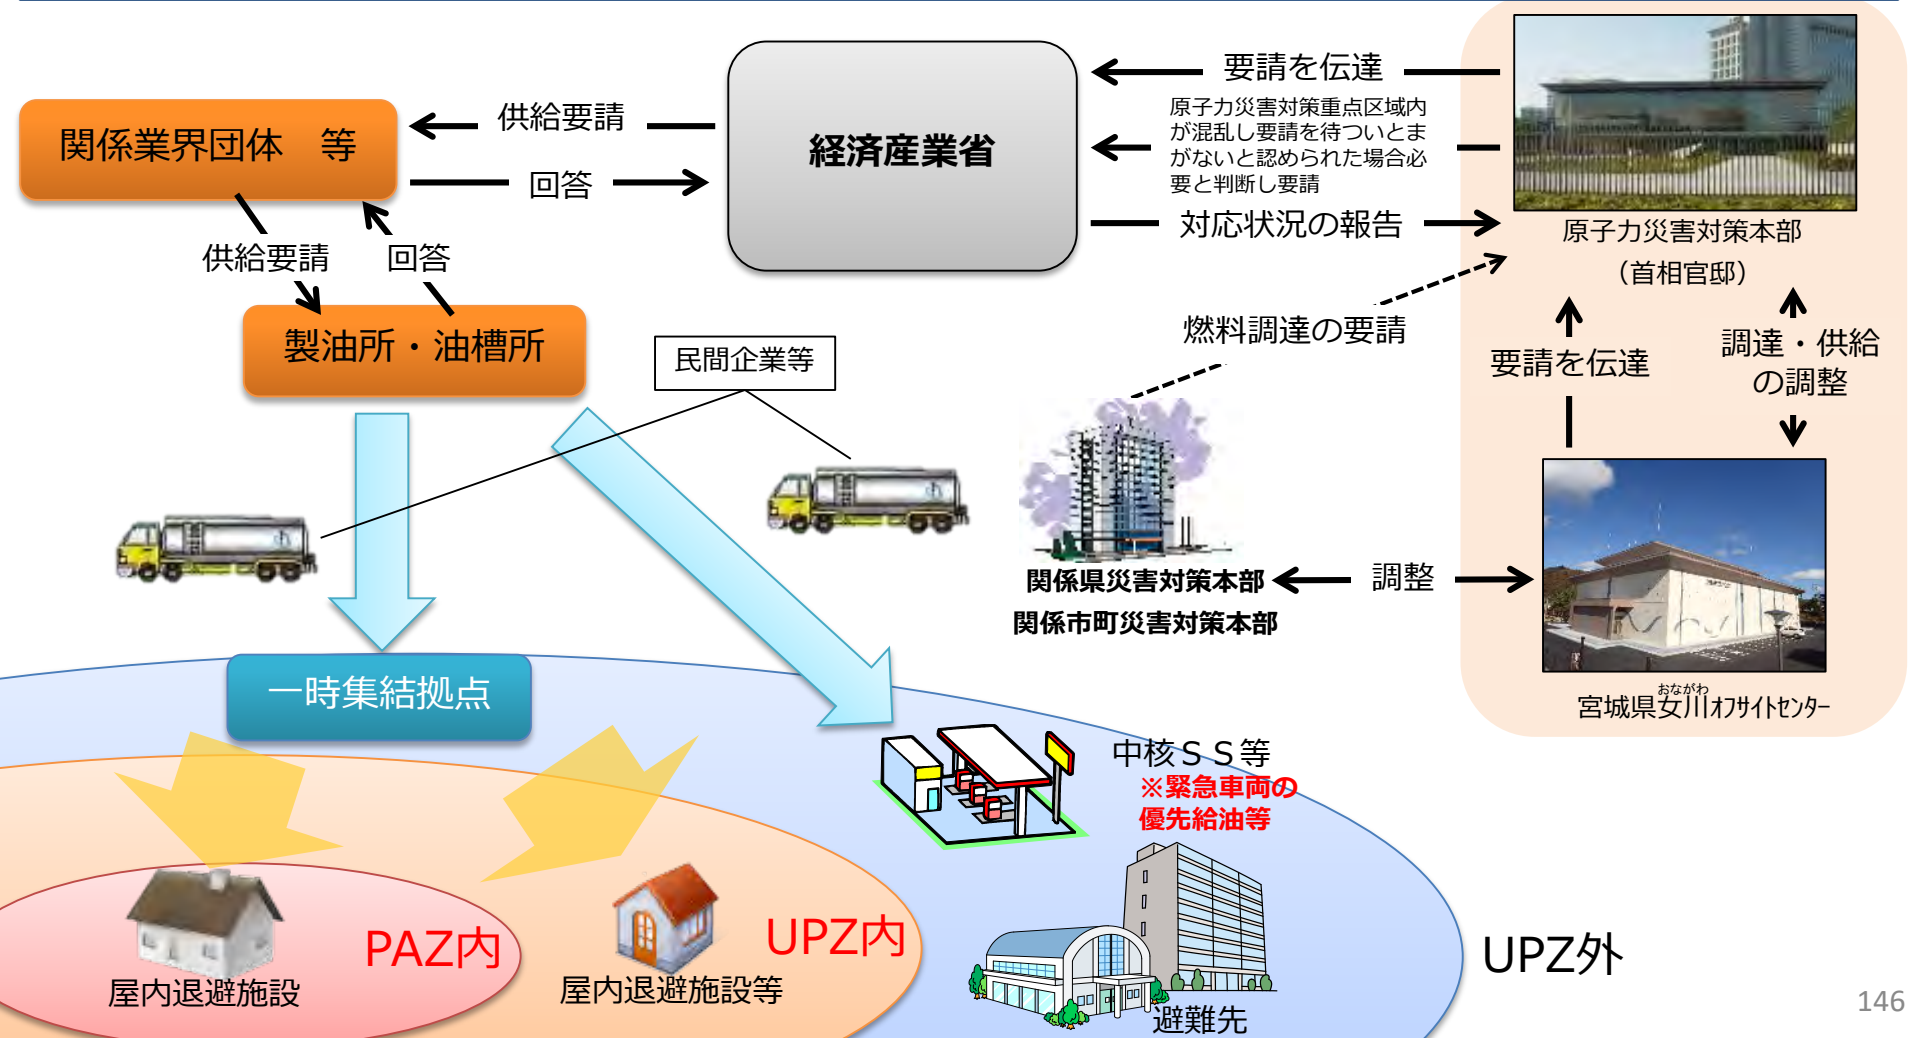 要請を伝達
原子力災害対策重点区域内
が混乱し要請を待ついとま
がないと認められた場合必
要と判断し要請
対応状況の報告
経済産業省
供給要請
回答
関係業界団体　等
供給要請
回答
製油所・油槽所
民間企業等
燃料調達の要請
原子力災害対策本部
（首相官邸）
要請を伝達
調達・供給
の調整
関係県災害対策本部
関係市町災害対策本部
調整
おながわ
宮城県女川ｵﾌｻｲﾄｾﾝﾀｰ
一時集結拠点
中核ＳＳ等
※緊急車両の
優先給油等
PAZ内
屋内退避施設
UPZ内
屋内退避施設等
避難先
UPZ外
146